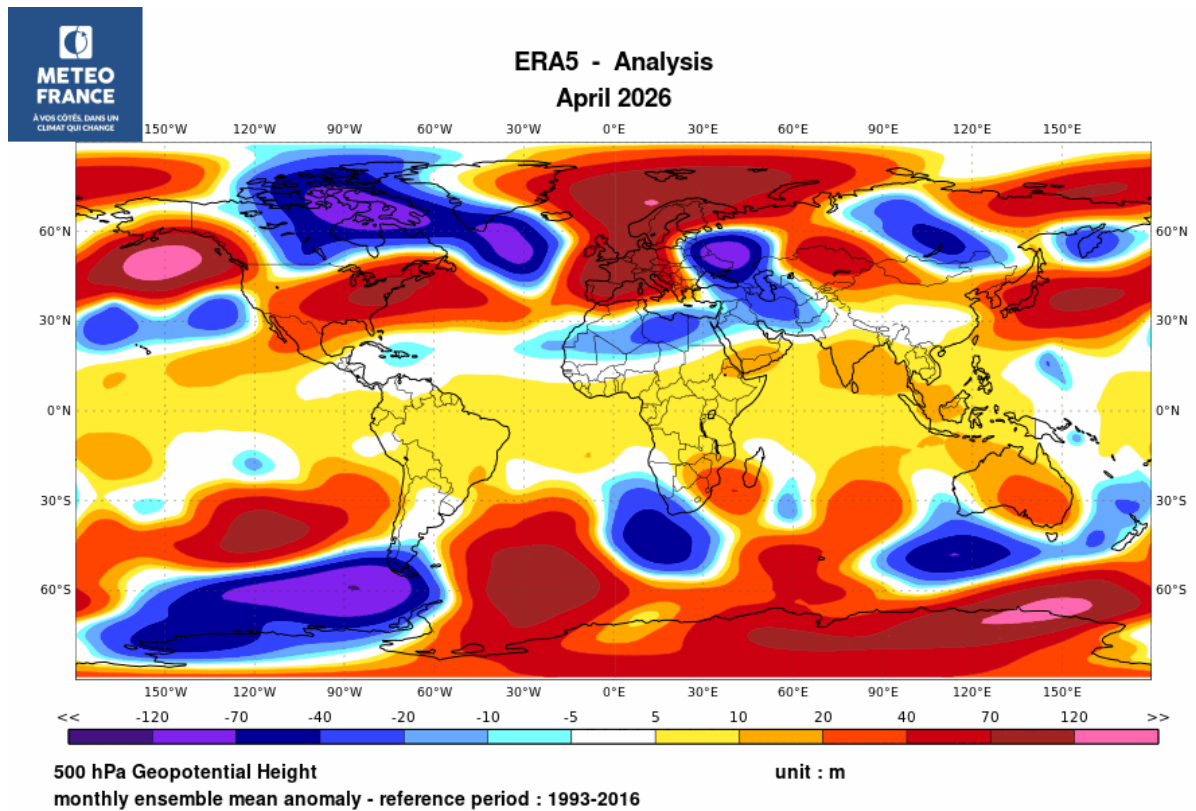 METEO
FRANCE
À VOS CÔTÉS, DANS UN
CLIMAT QUI CHANGE
ERA5 - Analysis
April 2026
150°W 120°W 90°W 60°W 30°W 0°E 30°E 60°E 90°E 120°E 150°E
60°N 60°N
30°N 30°N
0°N 0°N
30°S 30°S
60°S 60°S
150°W 120°W 90°W 60°W 30°W 0°E 30°E 60°E 90°E 120°E 150°E
<< -120 -70 -40 -20 -10 -5 5 10 20 40 70 120 >>
500 hPa Geopotential Height unit : m
monthly ensemble mean anomaly - reference period : 1993-2016